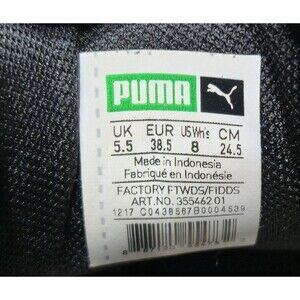 PUMA
UK EUR US Wn's CM
5.5 38.5 8 24.5
Made in Indonesia
Fabriqué en Indonésie
FACTORY FTWDS/FIDDS
ART.NO. 355462 01
1217 C0438587B0004539